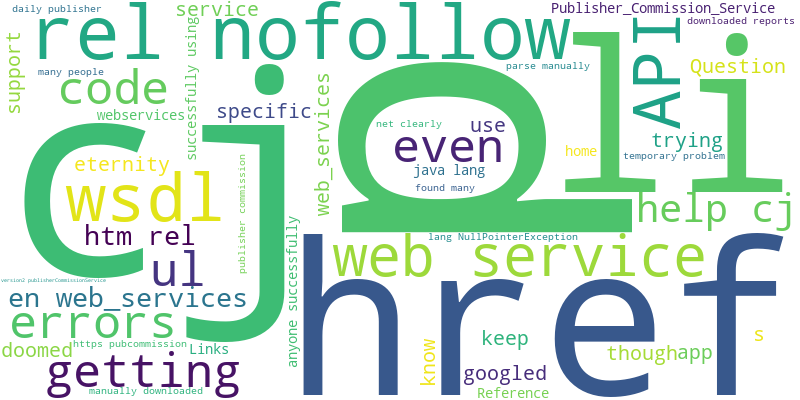 daily publisher
service
Publisher_Commission_Service
rel nofollow
downloaded reports
API
support
many people
code
successfully using
parse manually
Question
specific
webservices
cj
p
li
net clearly
use
even
trying
web_services
home
temporary problem
eternity
java lang
found many
publisher commission
wsdl
help cj
htm rel
anyone successfully
lang NullPointerException
web service
ul
href
version2 publisherCommissionService
en web_services
errors
doomed
https pubcommission
Links
keep
know
though
app
s
getting
googled
manually downloaded
Reference